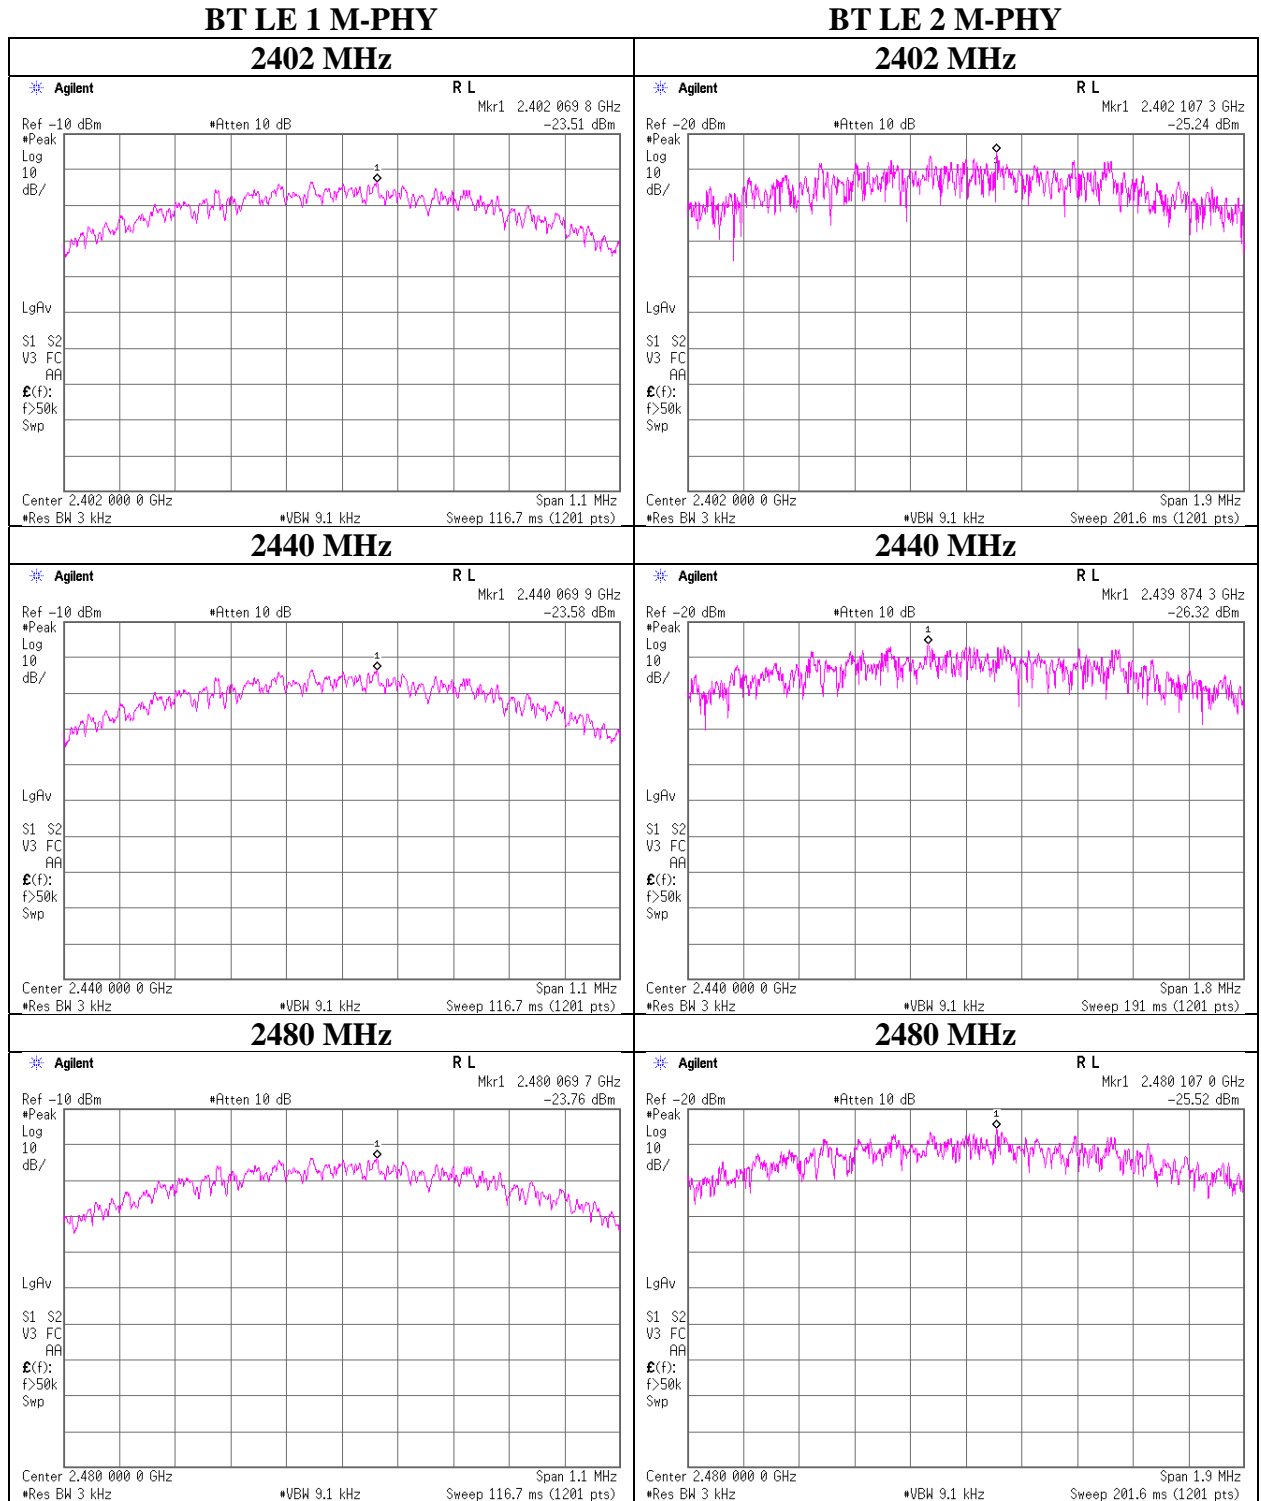 BT LE 1 M-PHY
BT LE 2 M-PHY
2402 MHz
Agilent
R L
Mkr1 2.402 069 8 GHz
Ref -10 dBm
#Atten 10 dB
-23.51 dBm
#Peak
Log
10
dB/
1
LgAv
S1 S2
V3 FC
AA
£(f):
f>50k
Swp
Center 2.402 000 0 GHz
Span 1.1 MHz
#Res BW 3 kHz
#VBW 9.1 kHz
Sweep 116.7 ms (1201 pts)
2402 MHz
Agilent
R L
Mkr1 2.402 107 3 GHz
Ref -20 dBm
#Atten 10 dB
-25.24 dBm
#Peak
Log
10
dB/
1
LgAv
S1 S2
V3 FC
AA
£(f):
f>50k
Swp
Center 2.402 000 0 GHz
Span 1.9 MHz
#Res BW 3 kHz
#VBW 9.1 kHz
Sweep 201.6 ms (1201 pts)
2440 MHz
Agilent
R L
Mkr1 2.440 069 9 GHz
Ref -10 dBm
#Atten 10 dB
-23.58 dBm
#Peak
Log
10
dB/
1
LgAv
S1 S2
V3 FC
AA
£(f):
f>50k
Swp
Center 2.440 000 0 GHz
Span 1.1 MHz
#Res BW 3 kHz
#VBW 9.1 kHz
Sweep 116.7 ms (1201 pts)
2440 MHz
Agilent
R L
Mkr1 2.439 874 3 GHz
Ref -20 dBm
#Atten 10 dB
-26.32 dBm
#Peak
Log
10
dB/
1
LgAv
S1 S2
V3 FC
AA
£(f):
f>50k
Swp
Center 2.440 000 0 GHz
Span 1.8 MHz
#Res BW 3 kHz
#VBW 9.1 kHz
Sweep 191 ms (1201 pts)
2480 MHz
Agilent
R L
Mkr1 2.480 069 7 GHz
Ref -10 dBm
#Atten 10 dB
-23.76 dBm
#Peak
Log
10
dB/
1
LgAv
S1 S2
V3 FC
AA
£(f):
f>50k
Swp
Center 2.480 000 0 GHz
Span 1.1 MHz
#Res BW 3 kHz
#VBW 9.1 kHz
Sweep 116.7 ms (1201 pts)
2480 MHz
Agilent
R L
Mkr1 2.480 107 0 GHz
Ref -20 dBm
#Atten 10 dB
-25.52 dBm
#Peak
Log
10
dB/
1
LgAv
S1 S2
V3 FC
AA
£(f):
f>50k
Swp
Center 2.480 000 0 GHz
Span 1.9 MHz
#Res BW 3 kHz
#VBW 9.1 kHz
Sweep 201.6 ms (1201 pts)